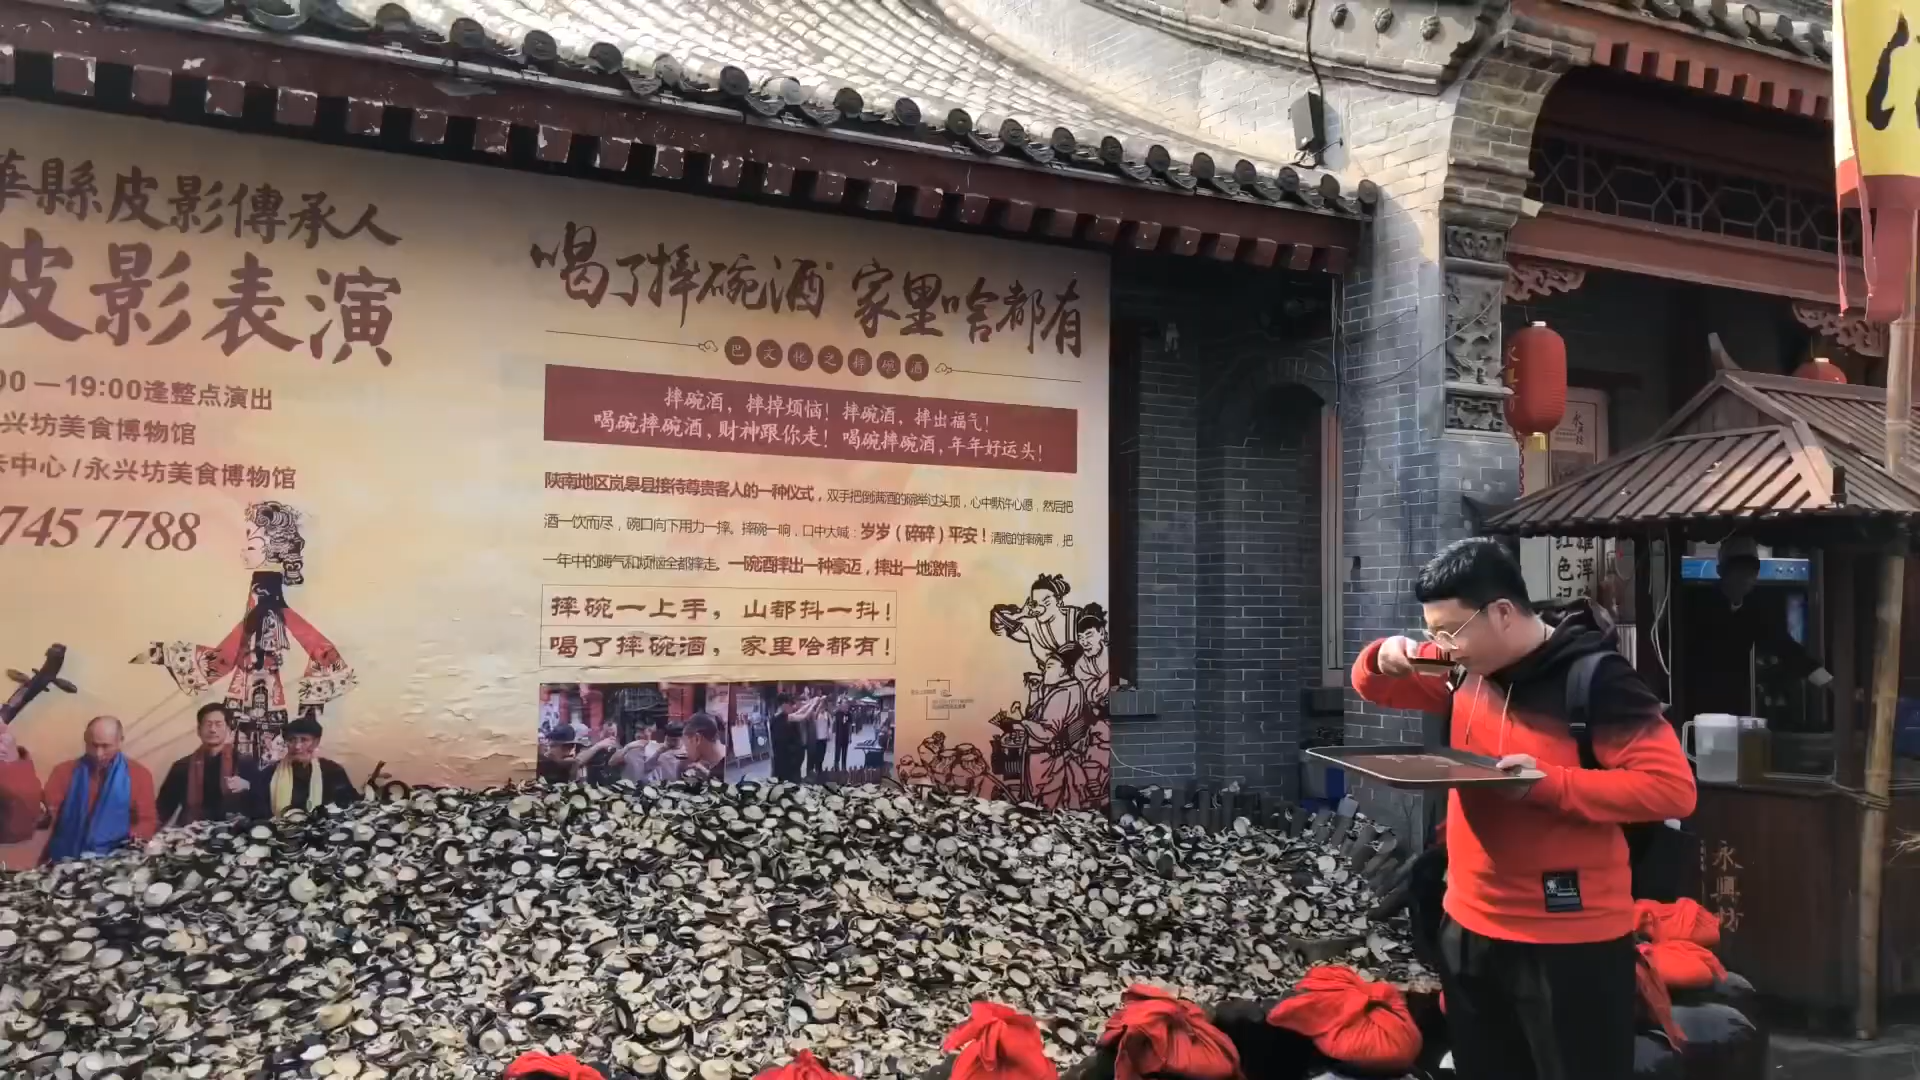 華縣皮影傳承人
皮影表演
00—19:00逢整点演出
兴坊美食博物馆
中心/永兴坊美食博物馆
745 7788
喝了摔碗酒 家里啥都有
巴文化之摔碗酒
摔碗酒，摔掉烦恼！摔碗酒，摔出福气！
喝碗摔碗酒,财神跟你走！喝碗摔碗酒,年年好运头！
陕南地区岚皋县接待尊贵客人的一种仪式，双手把倒满酒的碗举过头顶，心中默许心愿，然后把
酒一饮而尽，碗口向下用力一摔。摔碗一响，口中大喊：岁岁（碎碎）平安！清脆的摔碗声，把
一年中的晦气和烦恼全都摔走。一碗酒摔出一种豪迈，摔出一地激情。
摔碗一上手，山都抖一抖！
喝了摔碗酒，家里啥都有！
永興坊
红色记
永興坊